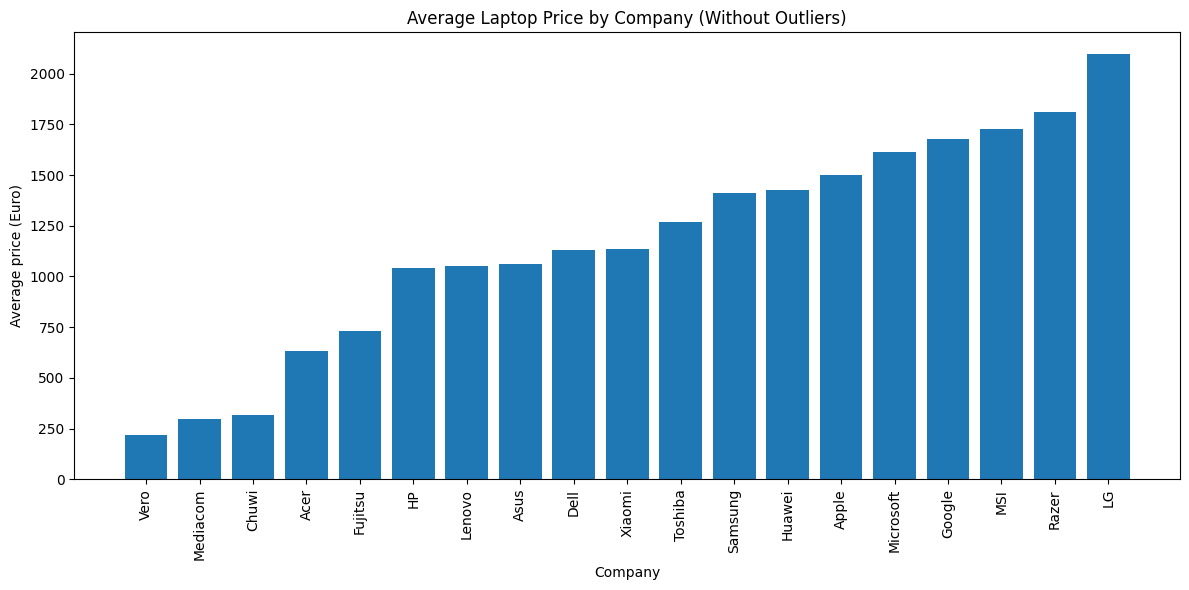 Average Laptop Price by Company (Without Outliers)
Average price (Euro)
2000
1750
1500
1250
1000
750
500
250
0
Vero
Mediacom
Chuwi
Acer
Fujitsu
HP
Lenovo
Asus
Dell
Xiaomi
Toshiba
Samsung
Huawei
Apple
Microsoft
Google
MSI
Razer
LG
Company